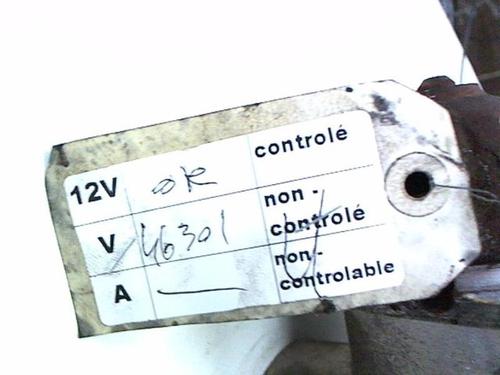 12V OK controlé
V 46301 non-controlé
A — non-controlable